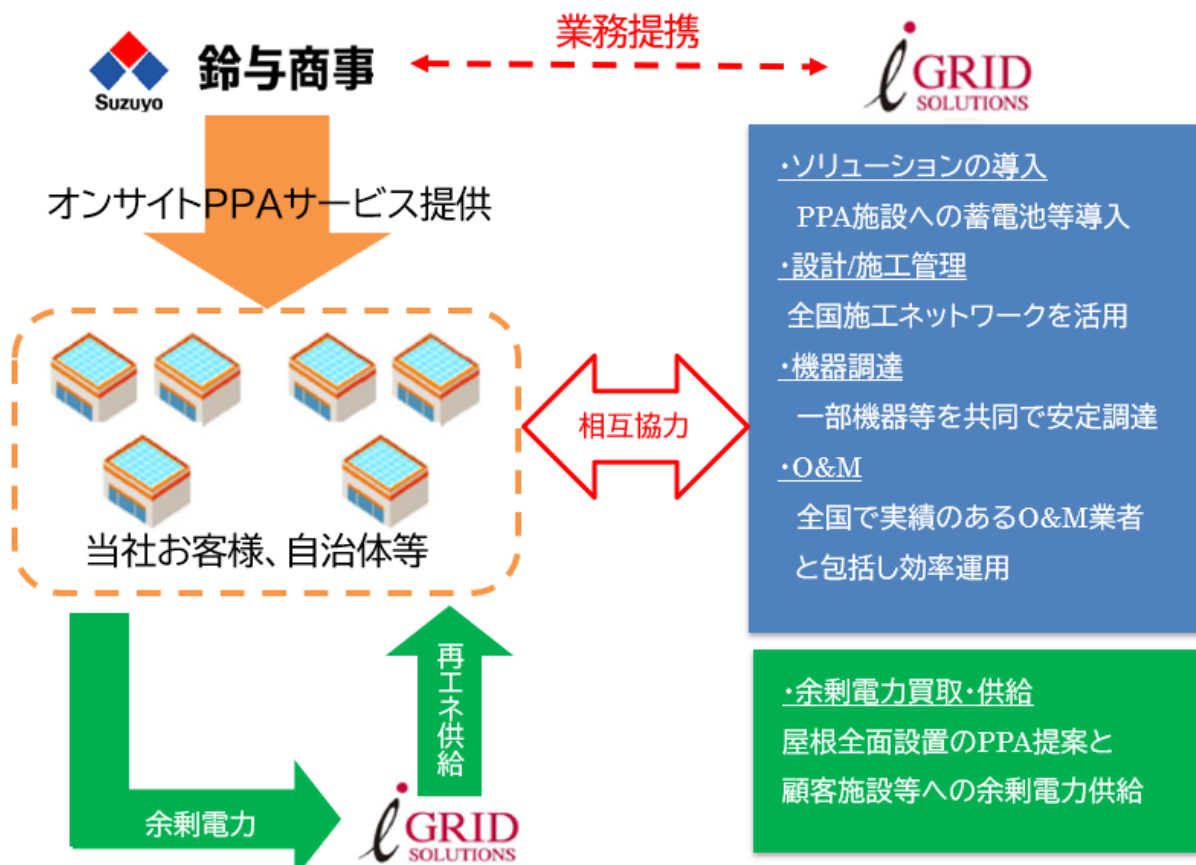 業務提携
Suzuyo
鈴与商事
i GRID
SOLUTIONS
オンサイトPPAサービス提供
当社お客様、自治体等
相互協力
・ソリューションの導入
PPA施設への蓄電池等導入
・設計/施工管理
全国施工ネットワークを活用
・機器調達
一部機器等を共同で安定調達
・O&M
全国で実績のあるO&M業者
と包括し効率運用
再エネ供給
余剰電力
i GRID
SOLUTIONS
・余剰電力買取・供給
屋根全面設置のPPA提案と
顧客施設等への余剰電力供給